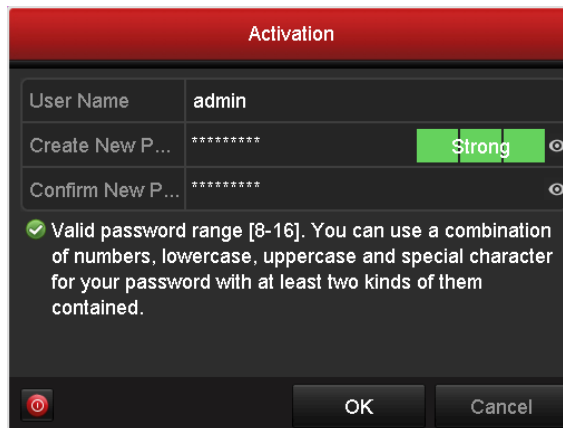 Activation
User Name admin
Create New P... ********* Strong
Confirm New P... *********
Valid password range [8-16]. You can use a combination
of numbers, lowercase, uppercase and special character
for your password with at least two kinds of them
contained.
OK Cancel